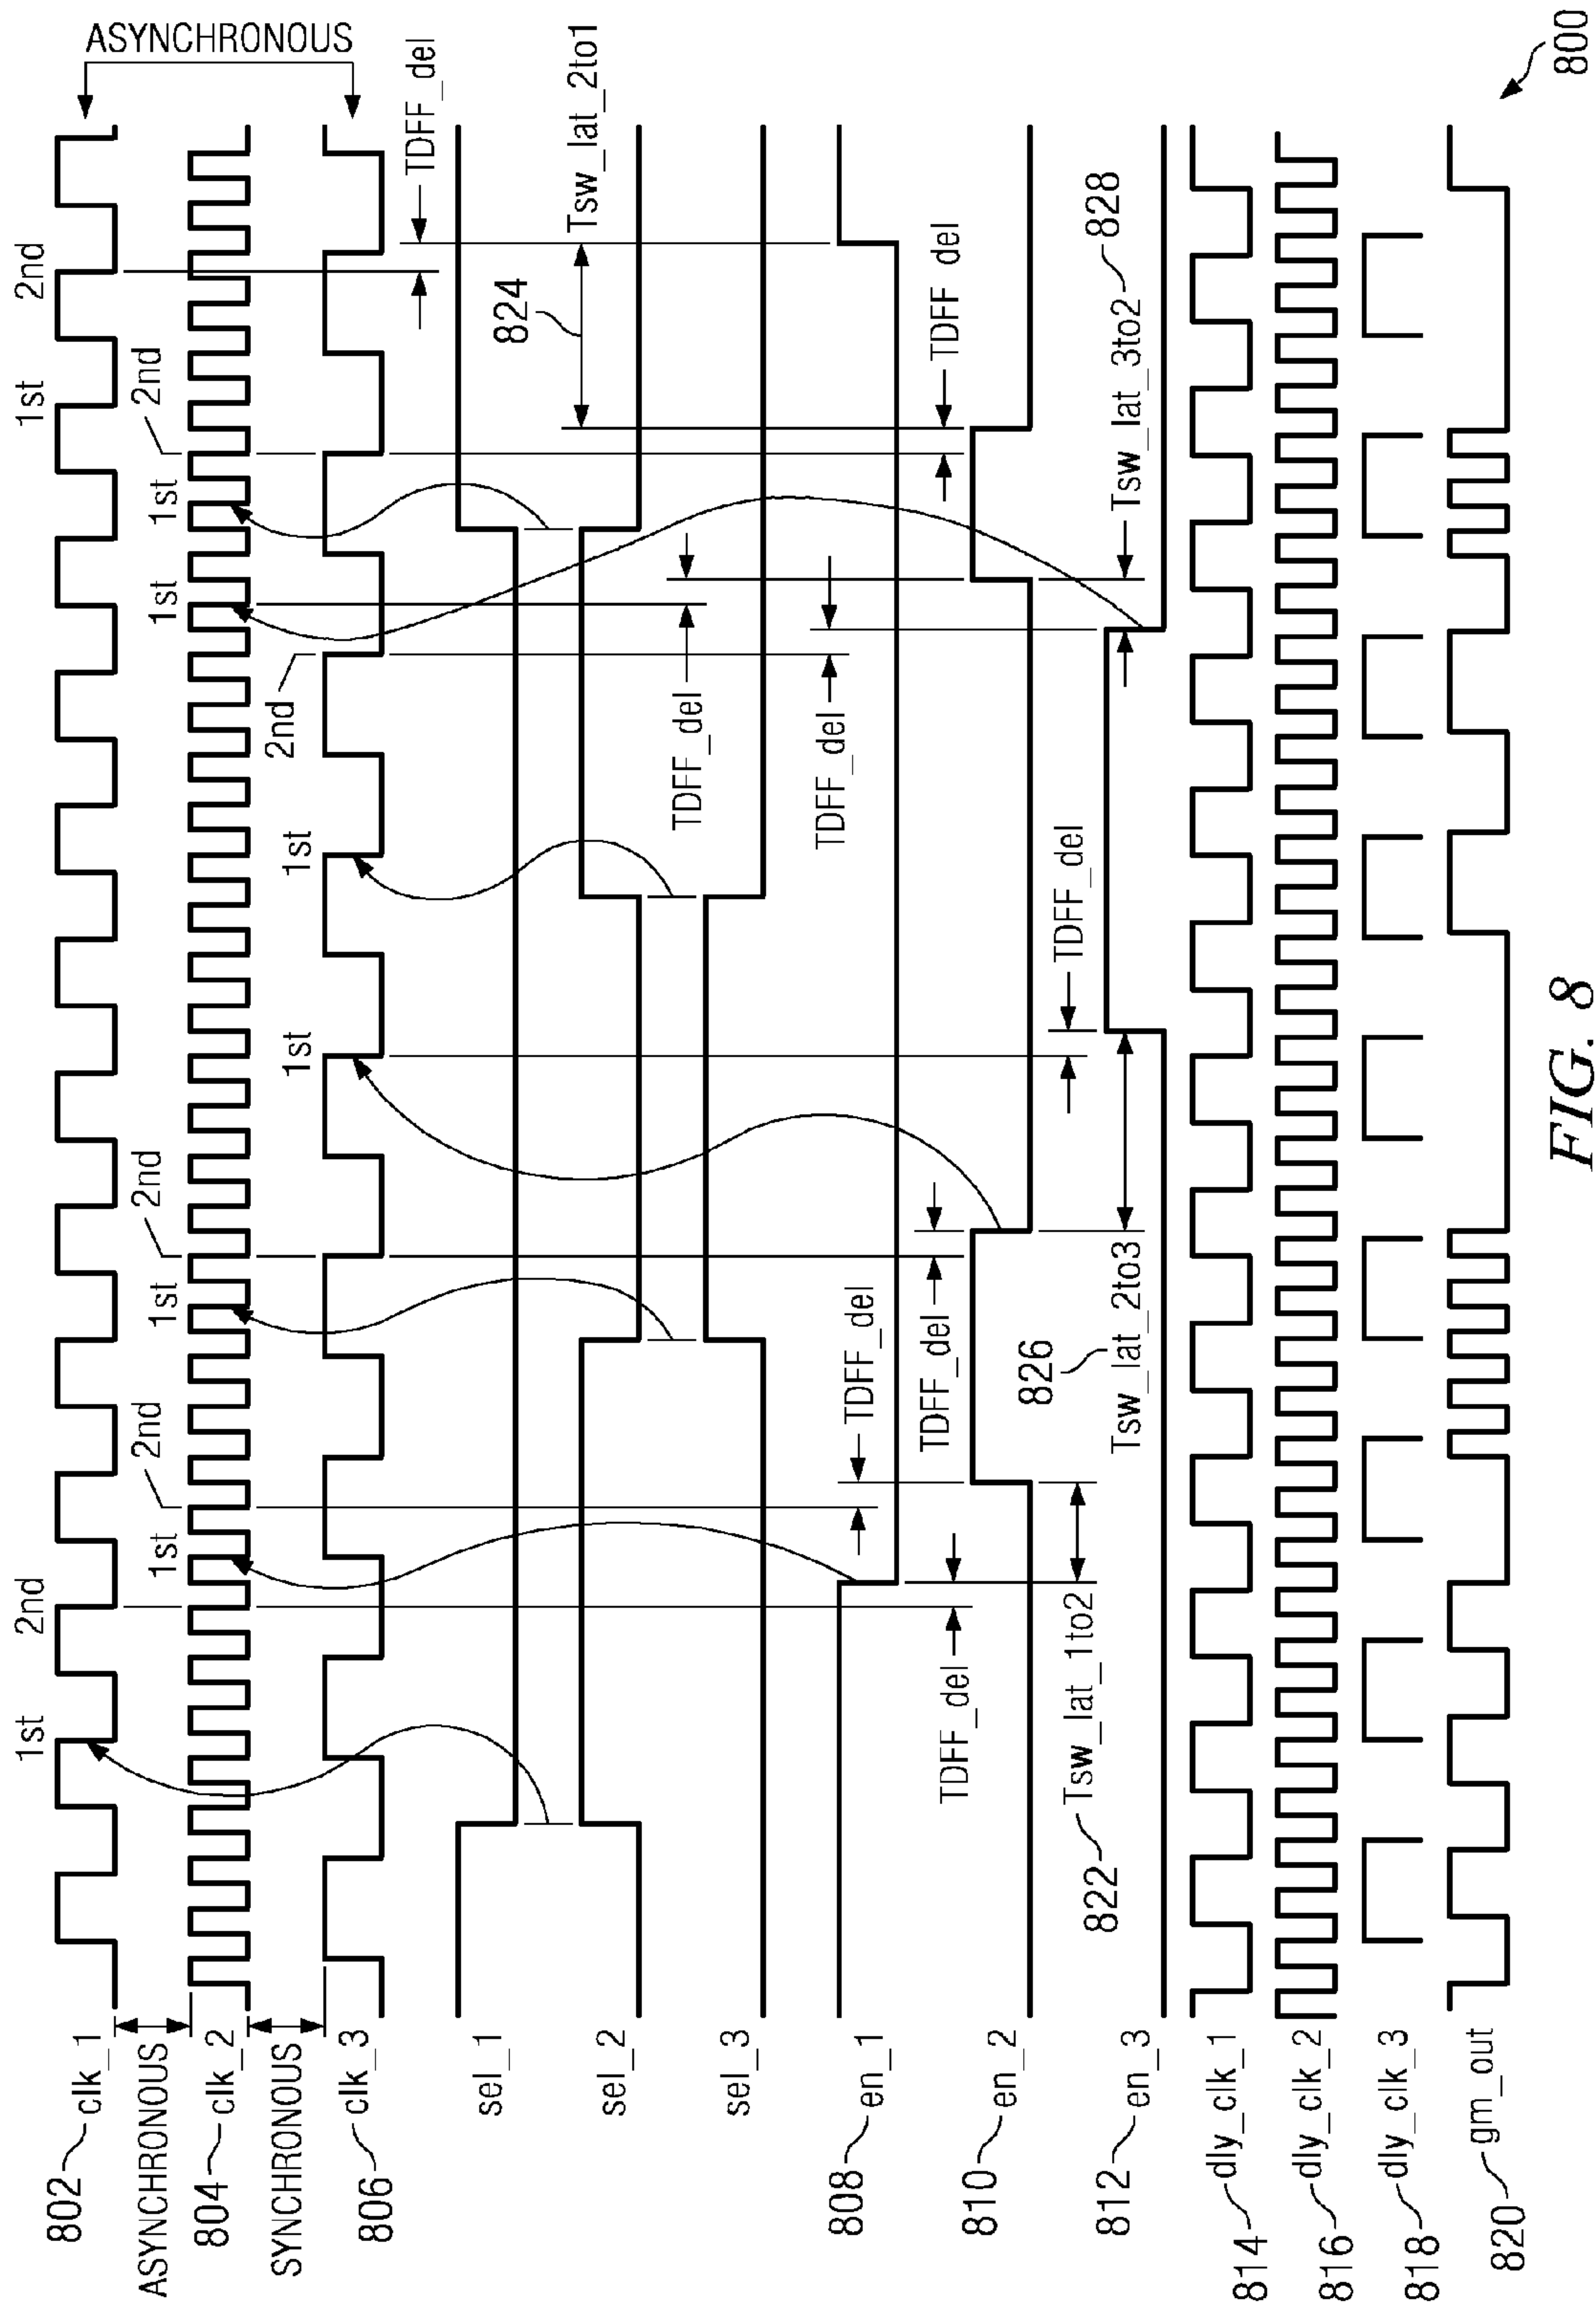 802 clk_1
ASYNCHRONOUS
804 clk_2
SYNCHRONOUS
806 clk_3
sel_1
sel_2
sel_3
808 en_1
810 en_2
812 en_3
814 dly_clk_1
816 dly_clk_2
818 dly_clk_3
820 gm_out
1st
2nd
1st
2nd
ASYNCHRONOUS
1st
2nd
1st
2nd
1st
1st
2nd
1st
1st
2nd
TDFF_del
824
Tsw_lat_2to1
TDFF_del
TDFF_del
TDFF_del
TDFF_del
TDFF_del
TDFF del
TDFF_del
826
Tsw_lat_2to3
822 Tsw_lat_1to2
Tsw_lat_3to2 828
800
FIG. 8